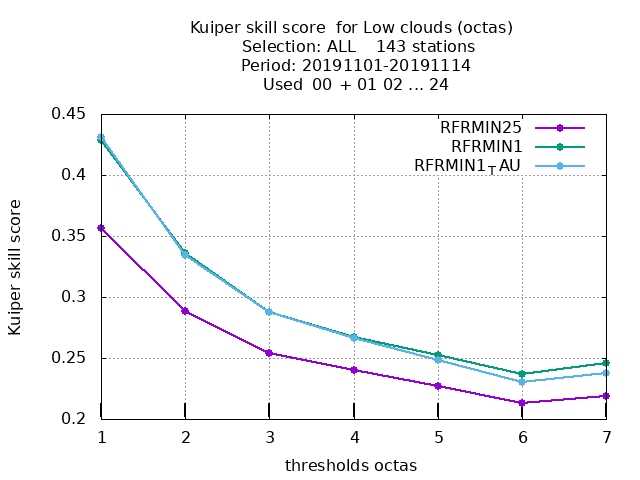 Kuiper skill score for Low clouds (octas)
Selection: ALL 143 stations
Period: 20191101-20191114
Used 00 + 01 02 ... 24
RFRMIN25
RFRMIN1
RFRMIN1TAU
0.45
0.4
0.35
0.3
0.25
0.2
Kuiper skill score
1 2 3 4 5 6 7
thresholds octas